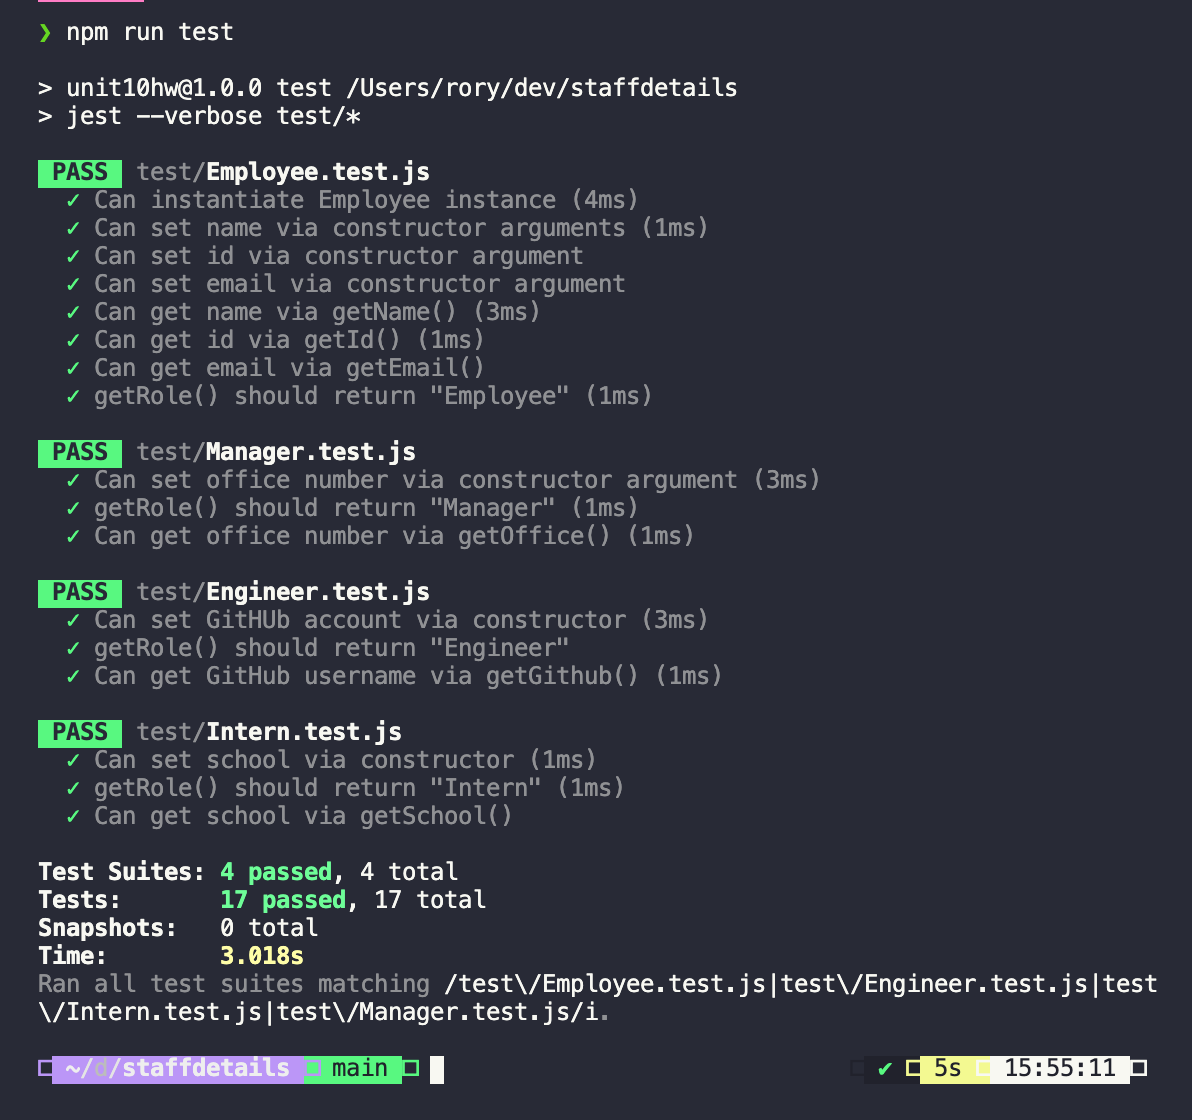 ❯ npm run test
> unit10hw@1.0.0 test /Users/rory/dev/staffdetails
> jest --verbose test/*
PASS test/Employee.test.js
✓ Can instantiate Employee instance (4ms)
✓ Can set name via constructor arguments (1ms)
✓ Can set id via constructor argument
✓ Can set email via constructor argument
✓ Can get name via getName() (3ms)
✓ Can get id via getId() (1ms)
✓ Can get email via getEmail()
✓ getRole() should return "Employee" (1ms)
PASS test/Manager.test.js
✓ Can set office number via constructor argument (3ms)
✓ getRole() should return "Manager" (1ms)
✓ Can get office number via getOffice() (1ms)
PASS test/Engineer.test.js
✓ Can set GitHUb account via constructor (3ms)
✓ getRole() should return "Engineer"
✓ Can get GitHub username via getGithub() (1ms)
PASS test/Intern.test.js
✓ Can set school via constructor (1ms)
✓ getRole() should return "Intern" (1ms)
✓ Can get school via getSchool()
Test Suites: 4 passed, 4 total
Tests: 17 passed, 17 total
Snapshots: 0 total
Time: 3.018s
Ran all test suites matching /test\/Employee.test.js|test\/Engineer.test.js|test
\/Intern.test.js|test\/Manager.test.js/i.
~/d/staffdetails main ✔ 5s 15:55:11